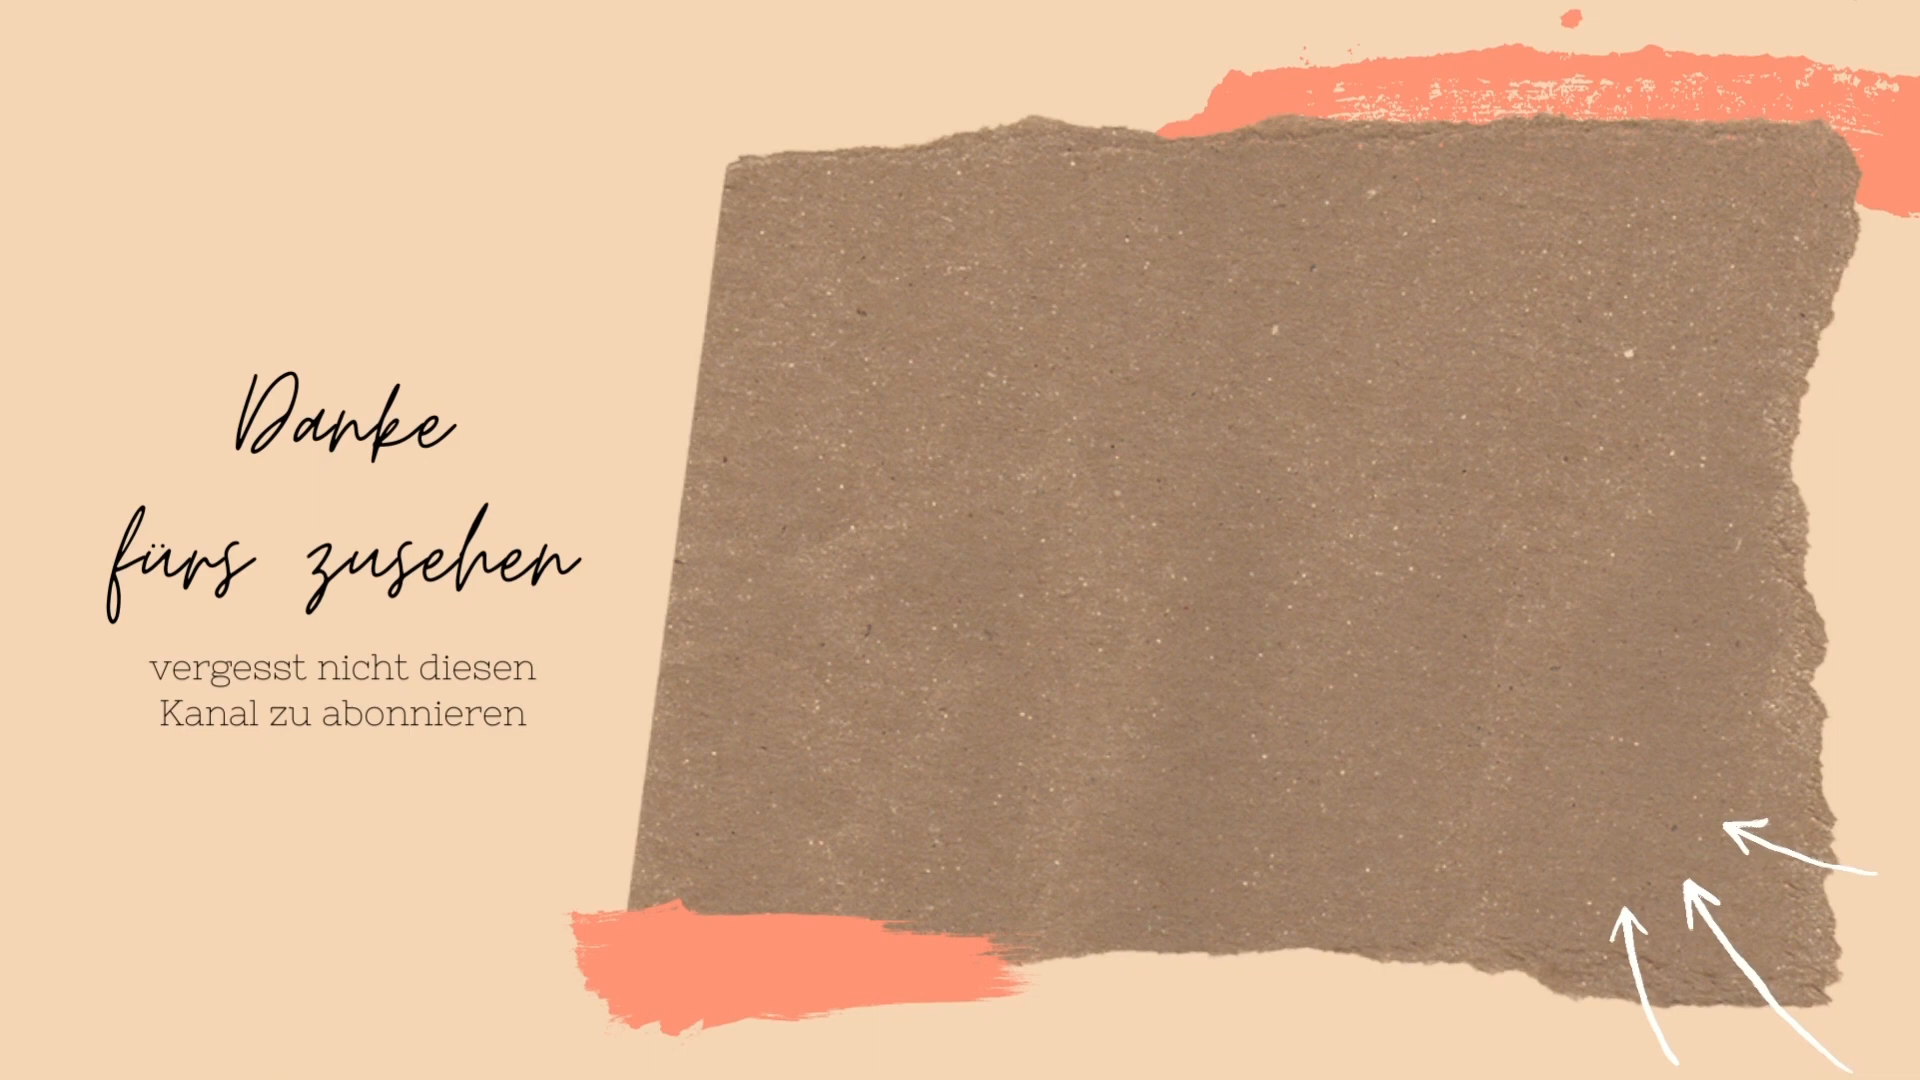 Danke
fürs zusehen
vergesst nicht diesen
Kanal zu abonnieren